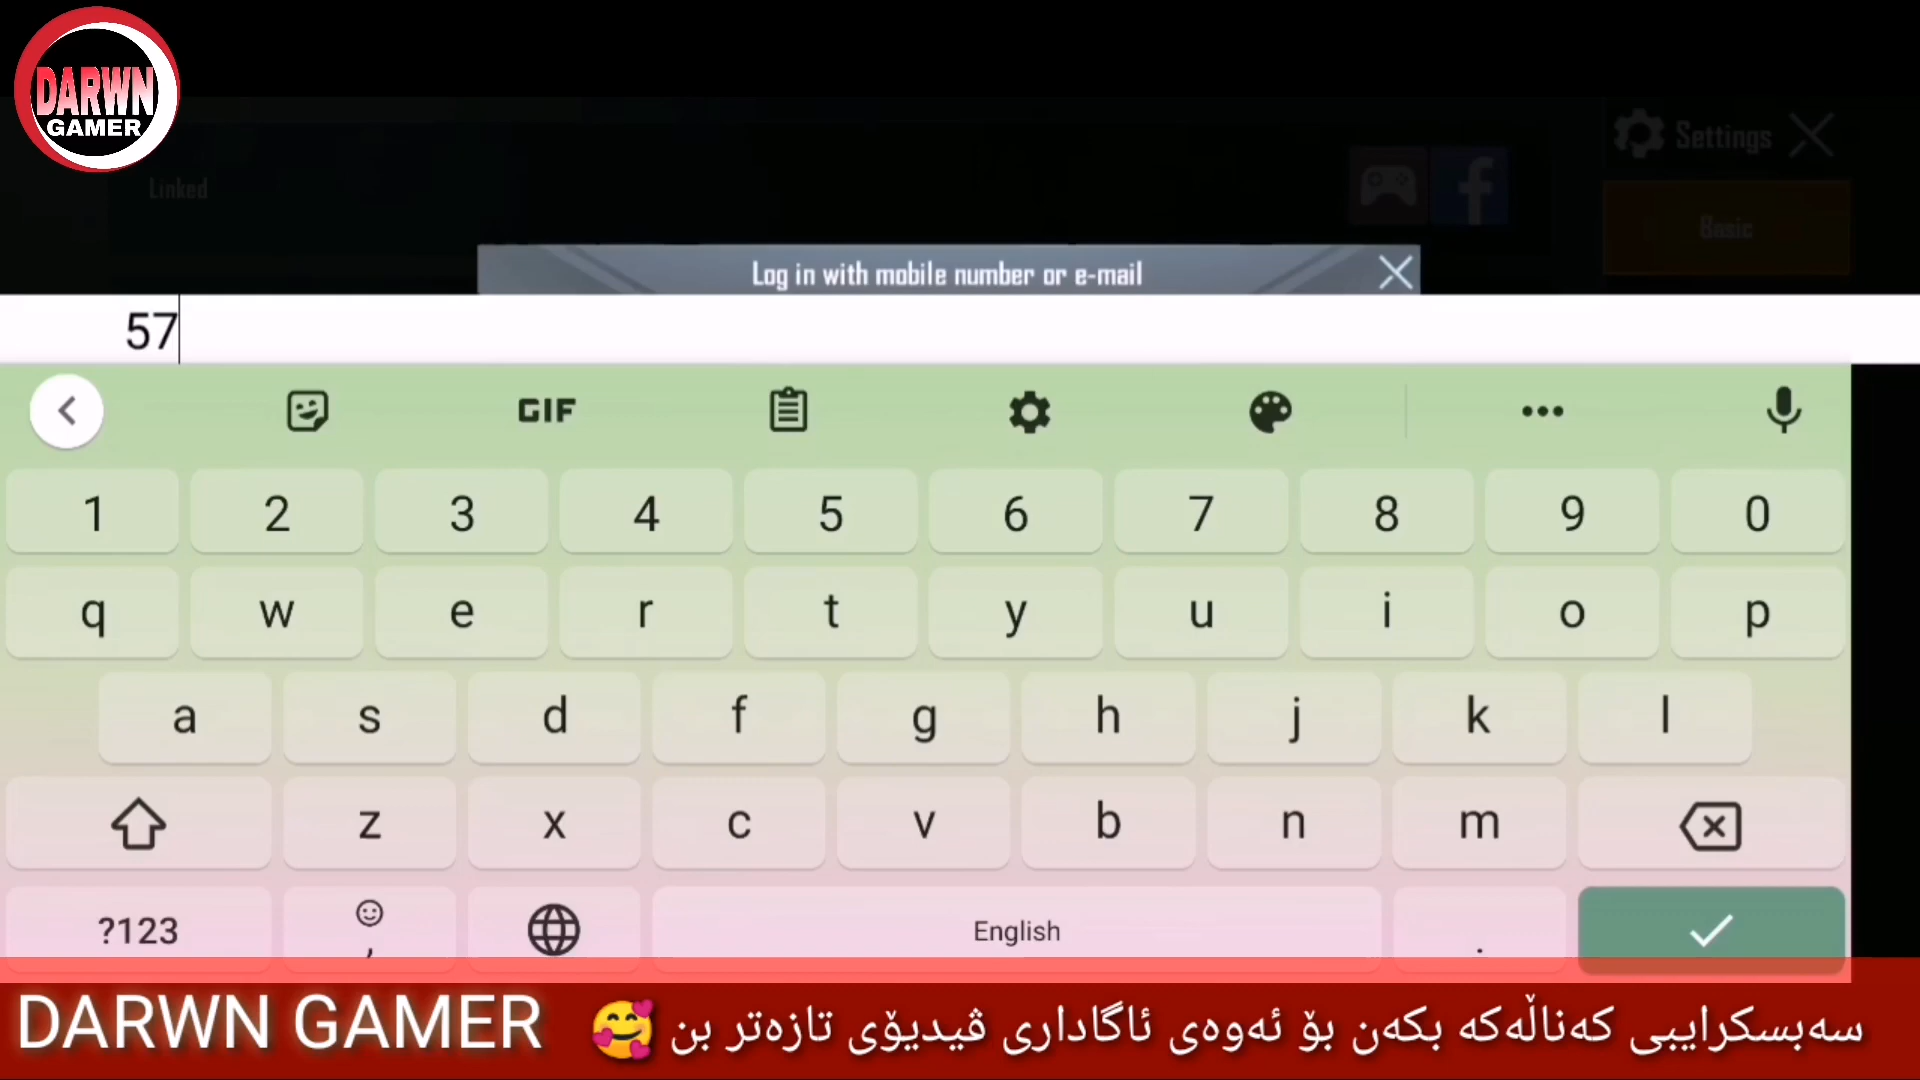 DARWN
GAMER
Settings
Linked
Basic
Log in with mobile number or e-mail
57
GIF
1 2 3 4 5 6 7 8 9 0
q w e r t y u i o p
a s d f g h j k l
z x c v b n m
?123 , English .
DARWN GAMER 🥰 سەبسکرایبی کەناڵەکە بکەن بۆ ئەوەی ئاگاداری ڤیدیۆی تازەتر بن